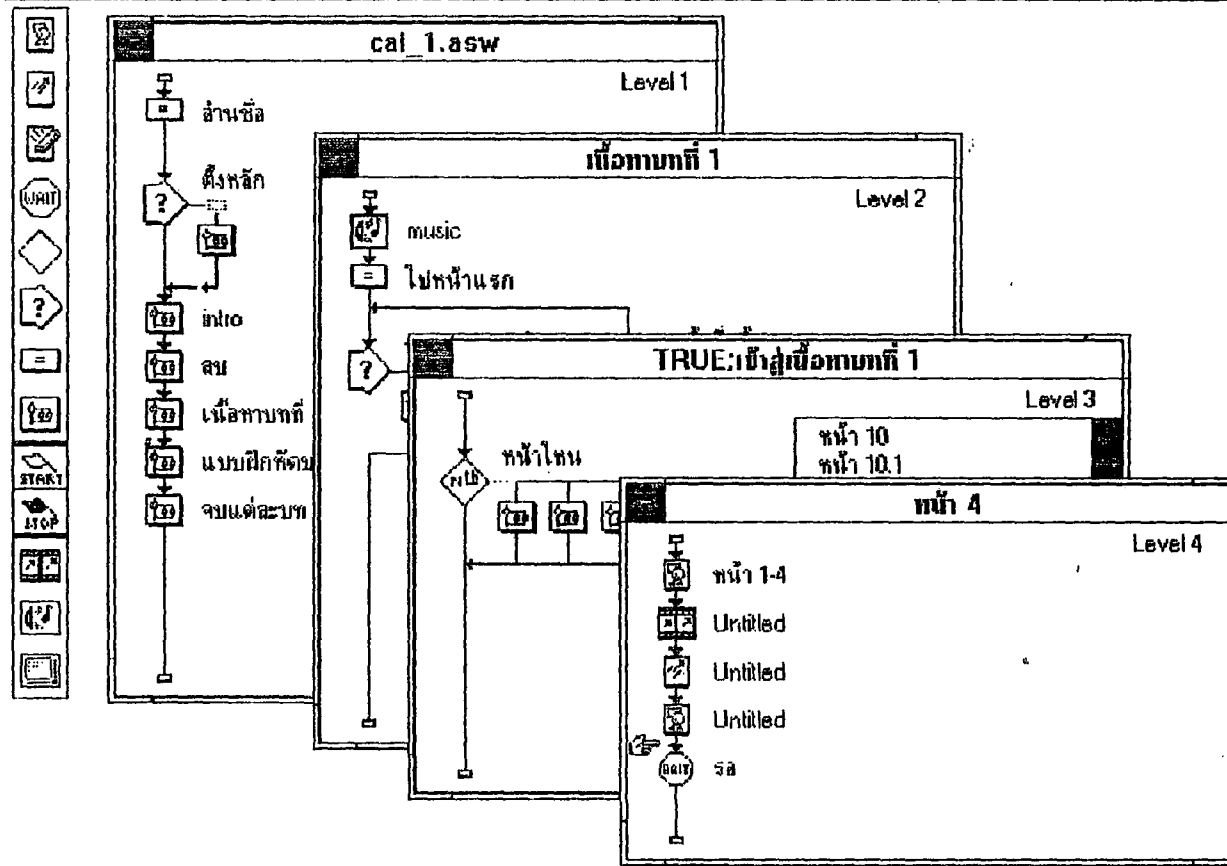 cai_1.asw
Level 1
อ่านชื่อ
ตั้งหลัก
intro
ลบ
เนื้อหาบทที่
แบบฝึกหัดบ
จบแต่ละบท
เนื้อหาบทที่ 1
Level 2
music
ไปหน้าแรก
TRUE:เข้าสู่เนื้อหาบทที่ 1
Level 3
หน้า 10
หน้า 10.1
หน้าไหน
หน้า 4
Level 4
หน้า 1-4
Untitled
Untitled
Untitled
WAIT
รอ
WAIT
START
STOP